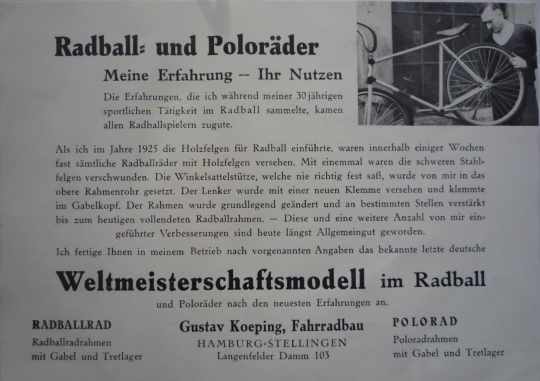 Radball- und Poloräder
Meine Erfahrung – Ihr Nutzen
Die Erfahrungen, die ich während meiner 30 jährigen
sportlichen Tätigkeit im Radball sammelte, kamen
allen Radballspielern zugute.
Als ich im Jahre 1925 die Holzfelgen für Radball einführte, waren innerhalb einiger Wochen
fast sämtliche Radballräder mit Holzfelgen versehen. Mit einemmal waren die schweren Stahl-
felgen verschwunden. Die Winkelsattelstütze, welche nie richtig fest saß, wurde von mir in das
obere Rahmenrohr gesetzt. Der Lenker wurde mit einer neuen Klemme versehen und klemmte
im Gabelkopf. Der Rahmen wurde grundlegend geändert und an bestimmten Stellen verstärkt
bis zum heutigen vollendeten Radballrahmen. – Diese und eine weitere Anzahl von mir ein-
geführter Verbesserungen sind heute längst Allgemeingut geworden.
Ich fertige Ihnen in meinem Betrieb nach vorgenannten Angaben das bekannte letzte deutsche
Weltmeisterschaftsmodell im Radball
und Poloräder nach den neuesten Erfahrungen an.
RADBALLRAD
Radballradrahmen
mit Gabel und Tretlager
Gustav Koeping, Fahrradbau
HAMBURG-STELLINGEN
Langenfelder Damm 103
POLORAD
Poloradrahmen
mit Gabel und Tretlager